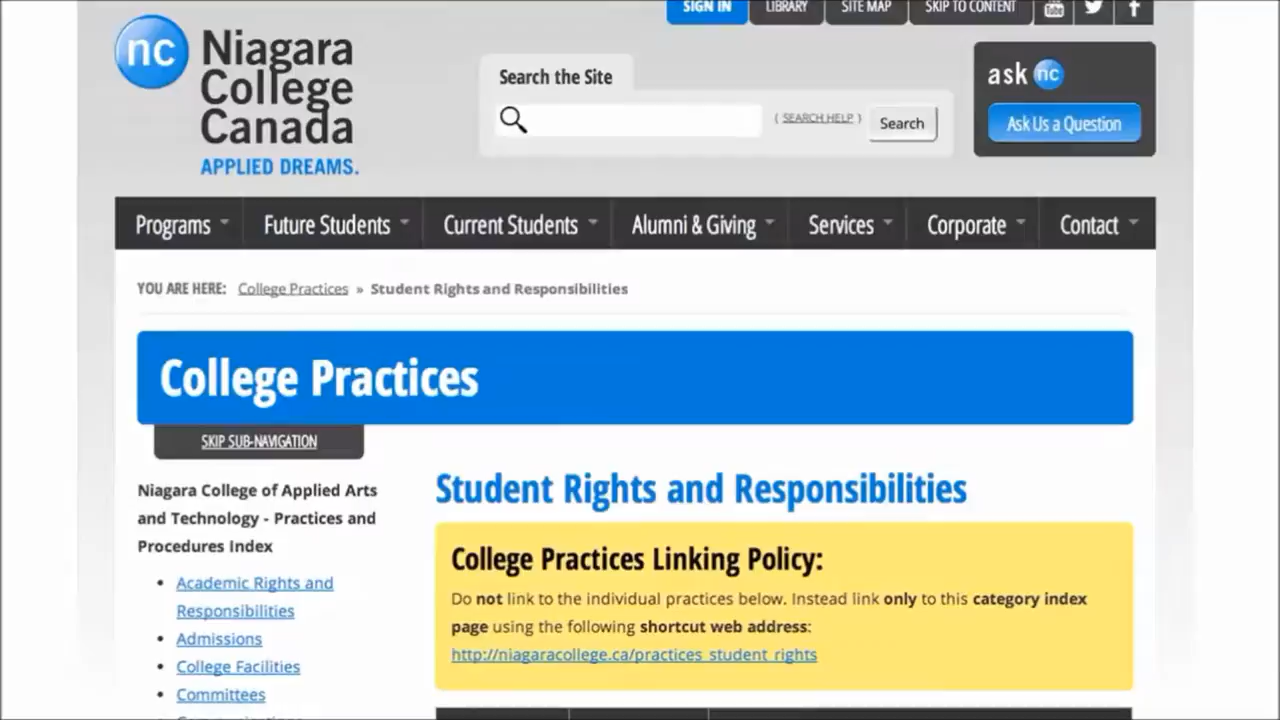 SIGN IN
LIBRARY
SITE MAP
SKIP TO CONTENT
You
Tube
nc
Niagara
College
Canada
APPLIED DREAMS.
Search the Site
( SEARCH HELP )
Search
ask nc
Ask Us a Question
Programs
Future Students
Current Students
Alumni & Giving
Services
Corporate
Contact
YOU ARE HERE: College Practices » Student Rights and Responsibilities
College Practices
SKIP SUB-NAVIGATION
Niagara College of Applied Arts
and Technology - Practices and
Procedures Index
• Academic Rights and
Responsibilities
• Admissions
• College Facilities
• Committees
Student Rights and Responsibilities
College Practices Linking Policy:
Do not link to the individual practices below. Instead link only to this category index
page using the following shortcut web address:
http://niagaracollege.ca/practices_student_rights